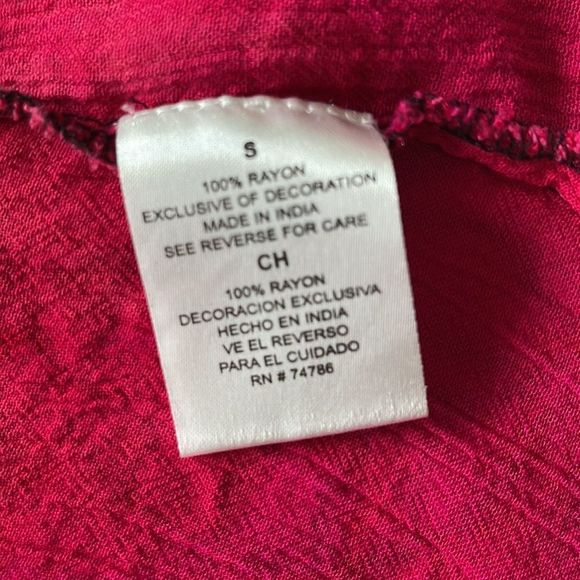 S
100% RAYON
EXCLUSIVE OF DECORATION
MADE IN INDIA
SEE REVERSE FOR CARE
CH
100% RAYON
DECORACION EXCLUSIVA
HECHO EN INDIA
VE EL REVERSO
PARA EL CUIDADO
RN # 74786